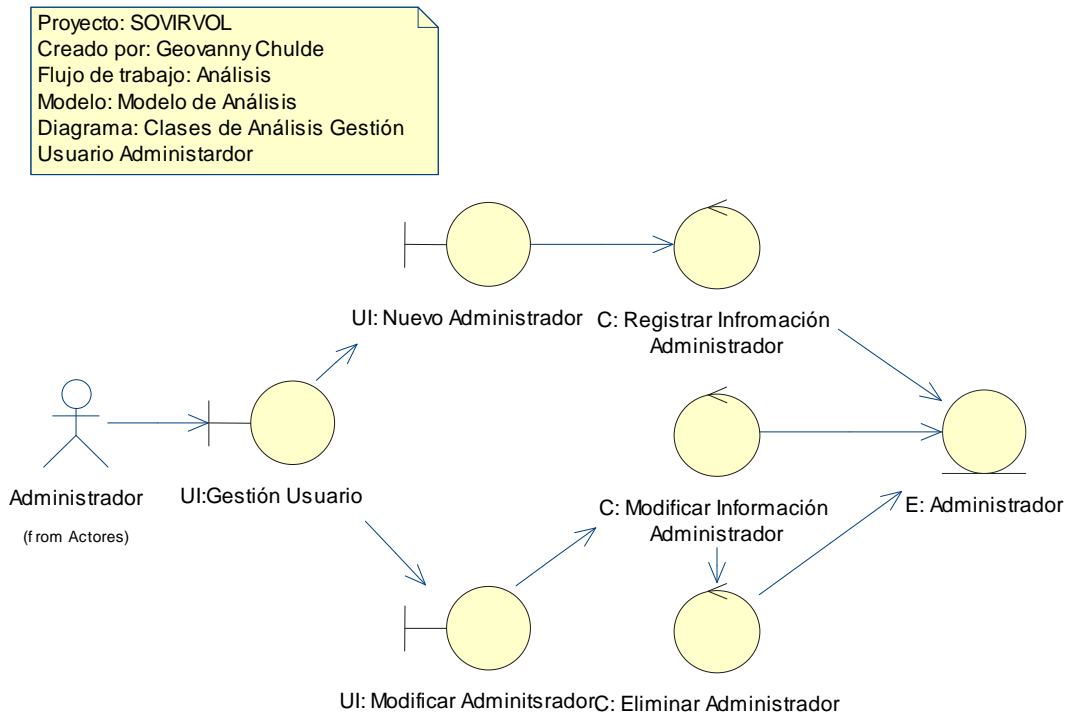 Proyecto: SOVIRVOL
Creado por: Geovanny Chulde
Flujo de trabajo: Análisis
Modelo: Modelo de Análisis
Diagrama: Clases de Análisis Gestión
Usuario Administardor
UI: Nuevo Administrador
C: Registrar Infromación
Administrador
Administrador
(from Actores)
UI:Gestión Usuario
C: Modificar Información
Administrador
E: Administrador
UI: Modificar Adminitsrador
C: Eliminar Administrador